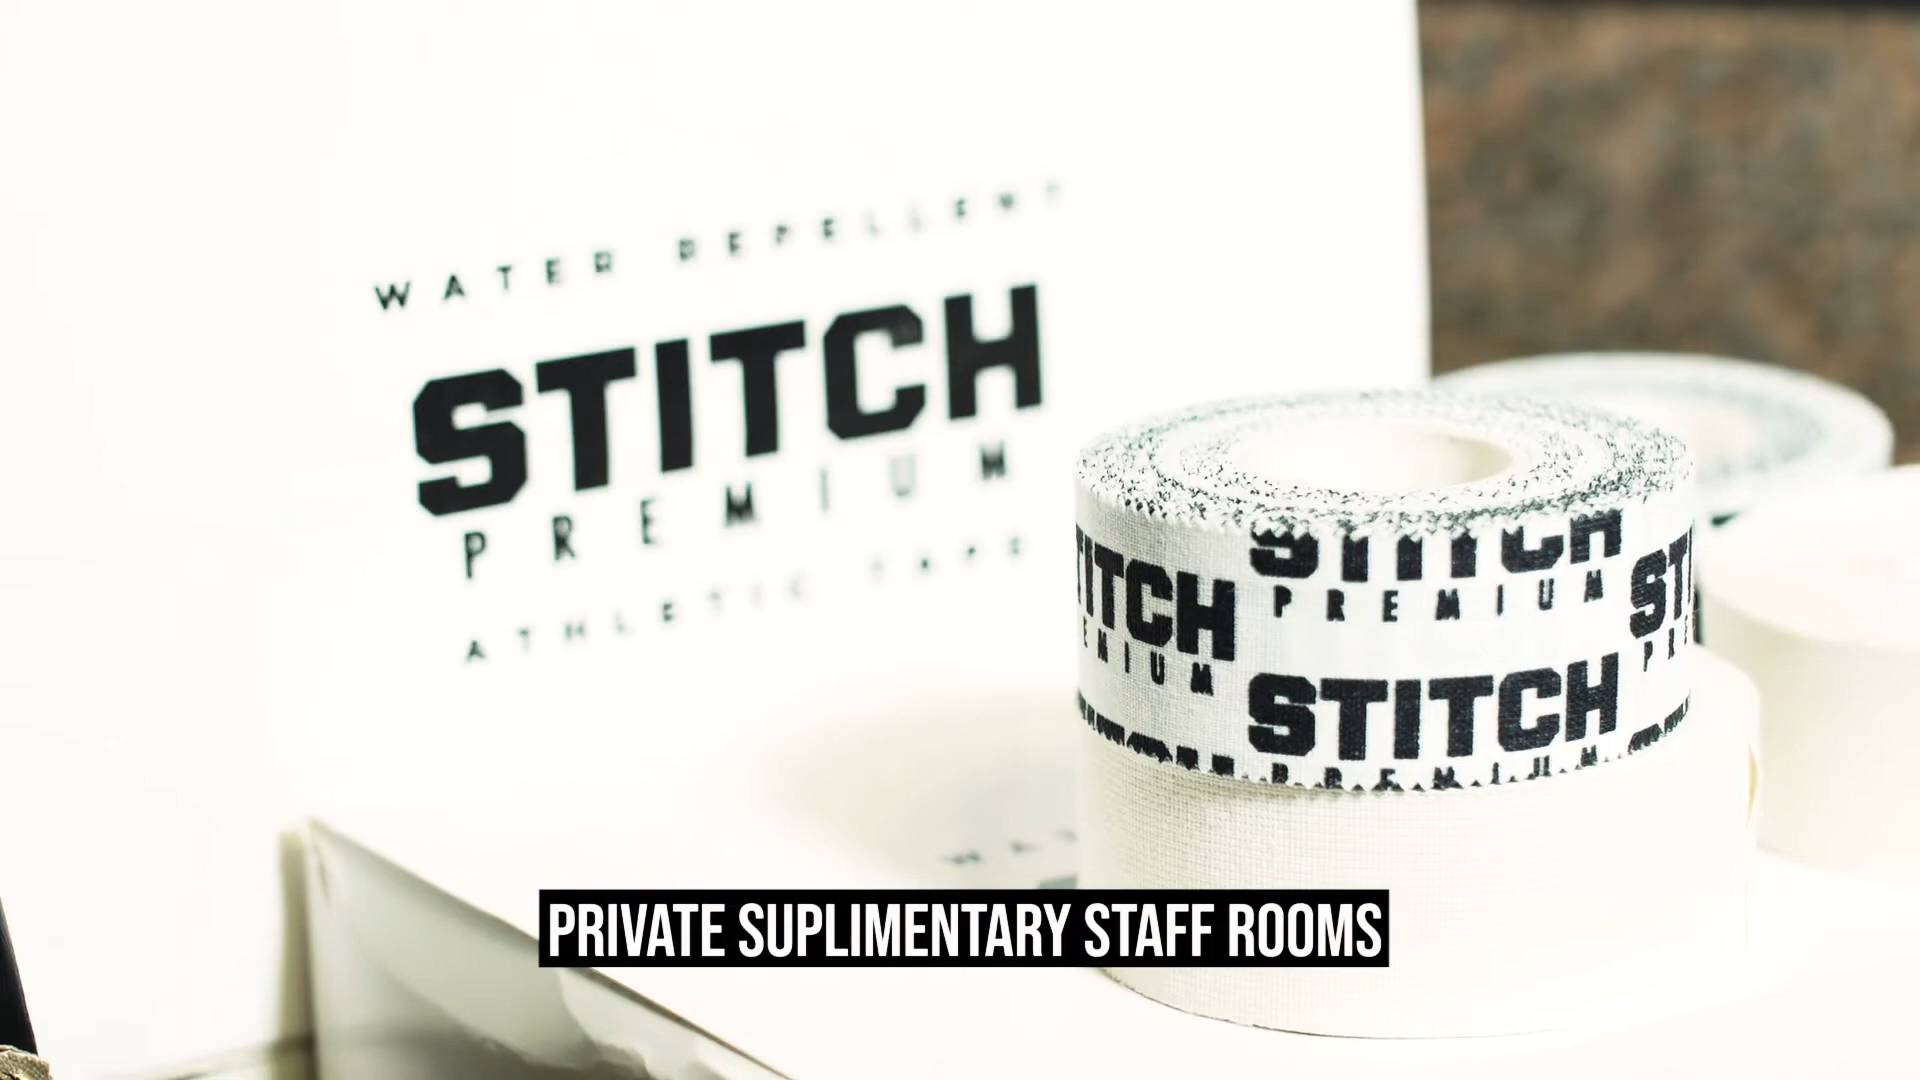 WATER REPELLENT
STITCH
PREMIUM
ATHLETIC TAPE
STITCH
PREMIUM
STITCH
PREMIUM
STITCH
PREMIUM
PRIVATE SUPLIMENTARY STAFF ROOMS